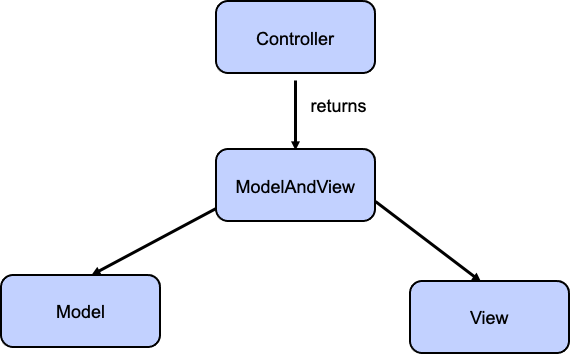 Controller
returns
ModelAndView
Model
View